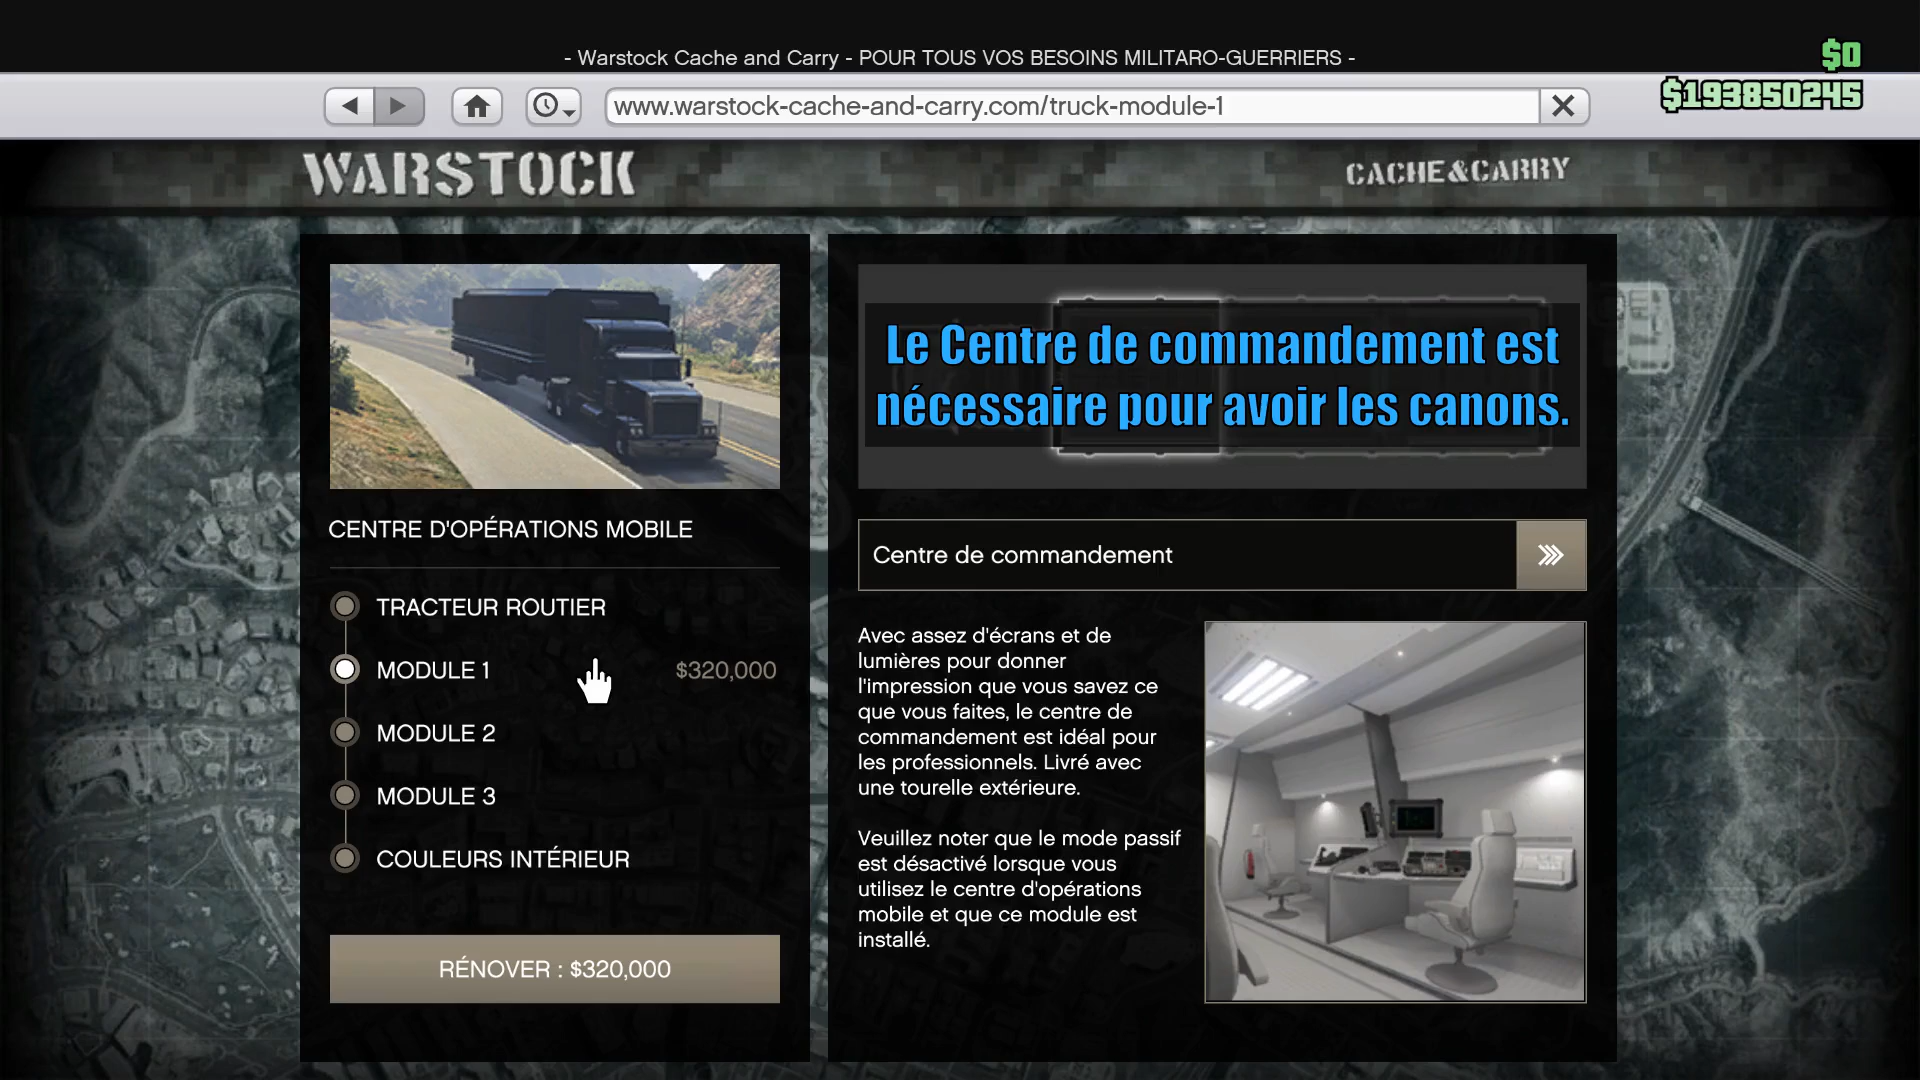 - Warstock Cache and Carry - POUR TOUS VOS BESOINS MILITARO-GUERRIERS -
$0
$193850245
www.warstock-cache-and-carry.com/truck-module-1
WARSTOCK
CACHE&CARRY
Le Centre de commandement est
nécessaire pour avoir les canons.
CENTRE D'OPÉRATIONS MOBILE
TRACTEUR ROUTIER
MODULE 1 $320,000
MODULE 2
MODULE 3
COULEURS INTÉRIEUR
RÉNOVER : $320,000
Centre de commandement
Avec assez d'écrans et de
lumières pour donner
l'impression que vous savez ce
que vous faites, le centre de
commandement est idéal pour
les professionnels. Livré avec
une tourelle extérieure.
Veuillez noter que le mode passif
est désactivé lorsque vous
utilisez le centre d'opérations
mobile et que ce module est
installé.